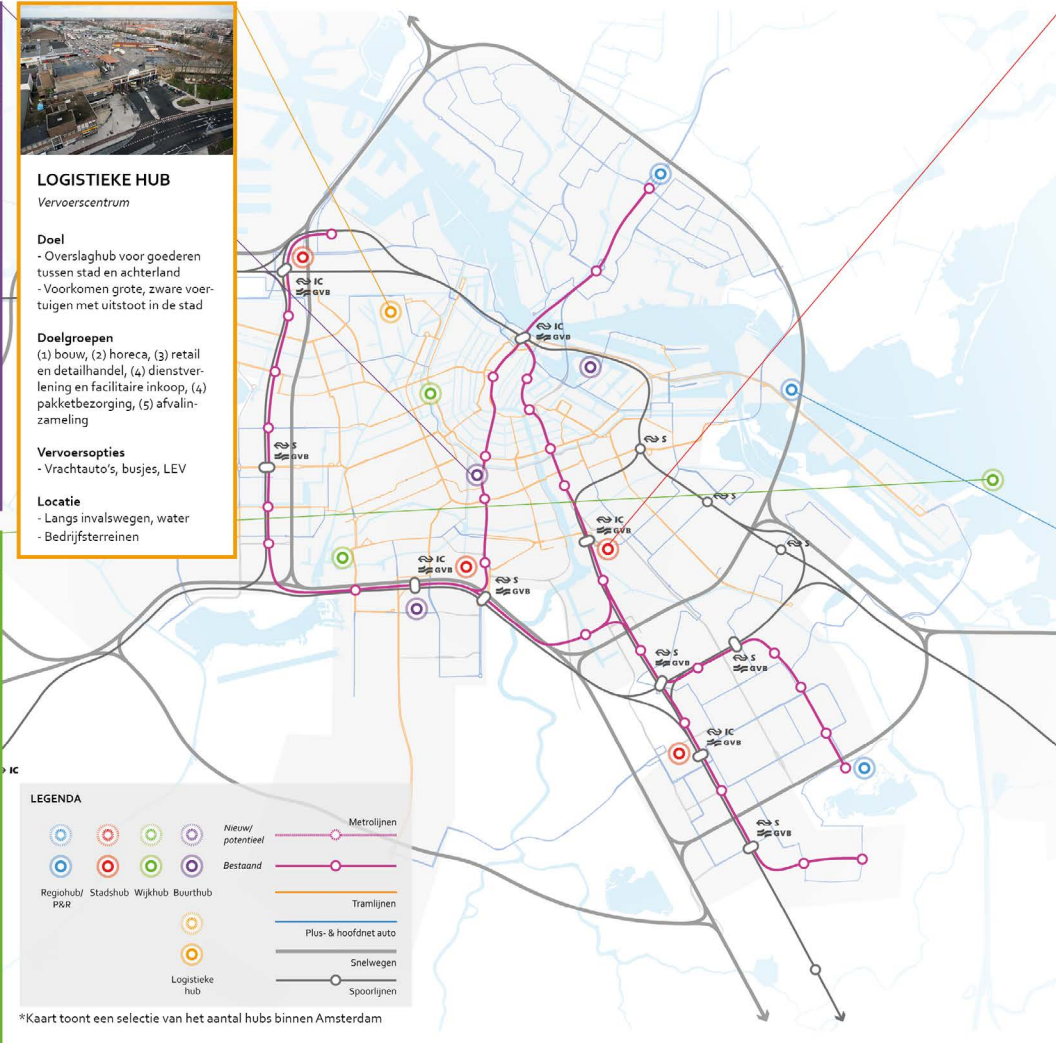 LOGISTIEKE HUB
Vervoerscentrum
Doel
- Overslaghub voor goederen
tussen stad en achterland
- Voorkomen grote, zware voer-
tuigen met uitstoot in de stad
Doelgroepen
(1) bouw, (2) horeca, (3) retail
en detailhandel, (4) dienstver-
lening en facilitaire inkoop, (4)
pakketbezorging, (5) afvalin-
zameling
Vervoersopties
- Vrachtauto's, busjes, LEV
Locatie
- Langs invalswegen, water
- Bedrijfsterreinen
IC
GVB
IC
GVB
S
GVB
S
S
IC
GVB
S
IC
GVB
S
GVB
S
GVB
S
GVB
IC
GVB
IC
S
GVB
LEGENDA
Nieuw/
potentieel
Bestaand
Regiohub/
P&R
Stadshub
Wijkhub
Buurthub
Logistieke
hub
Metrolijnen
Tramlijnen
Plus- & hoofdnet auto
Snelwegen
Spoorlijnen
*Kaart toont een selectie van het aantal hubs binnen Amsterdam